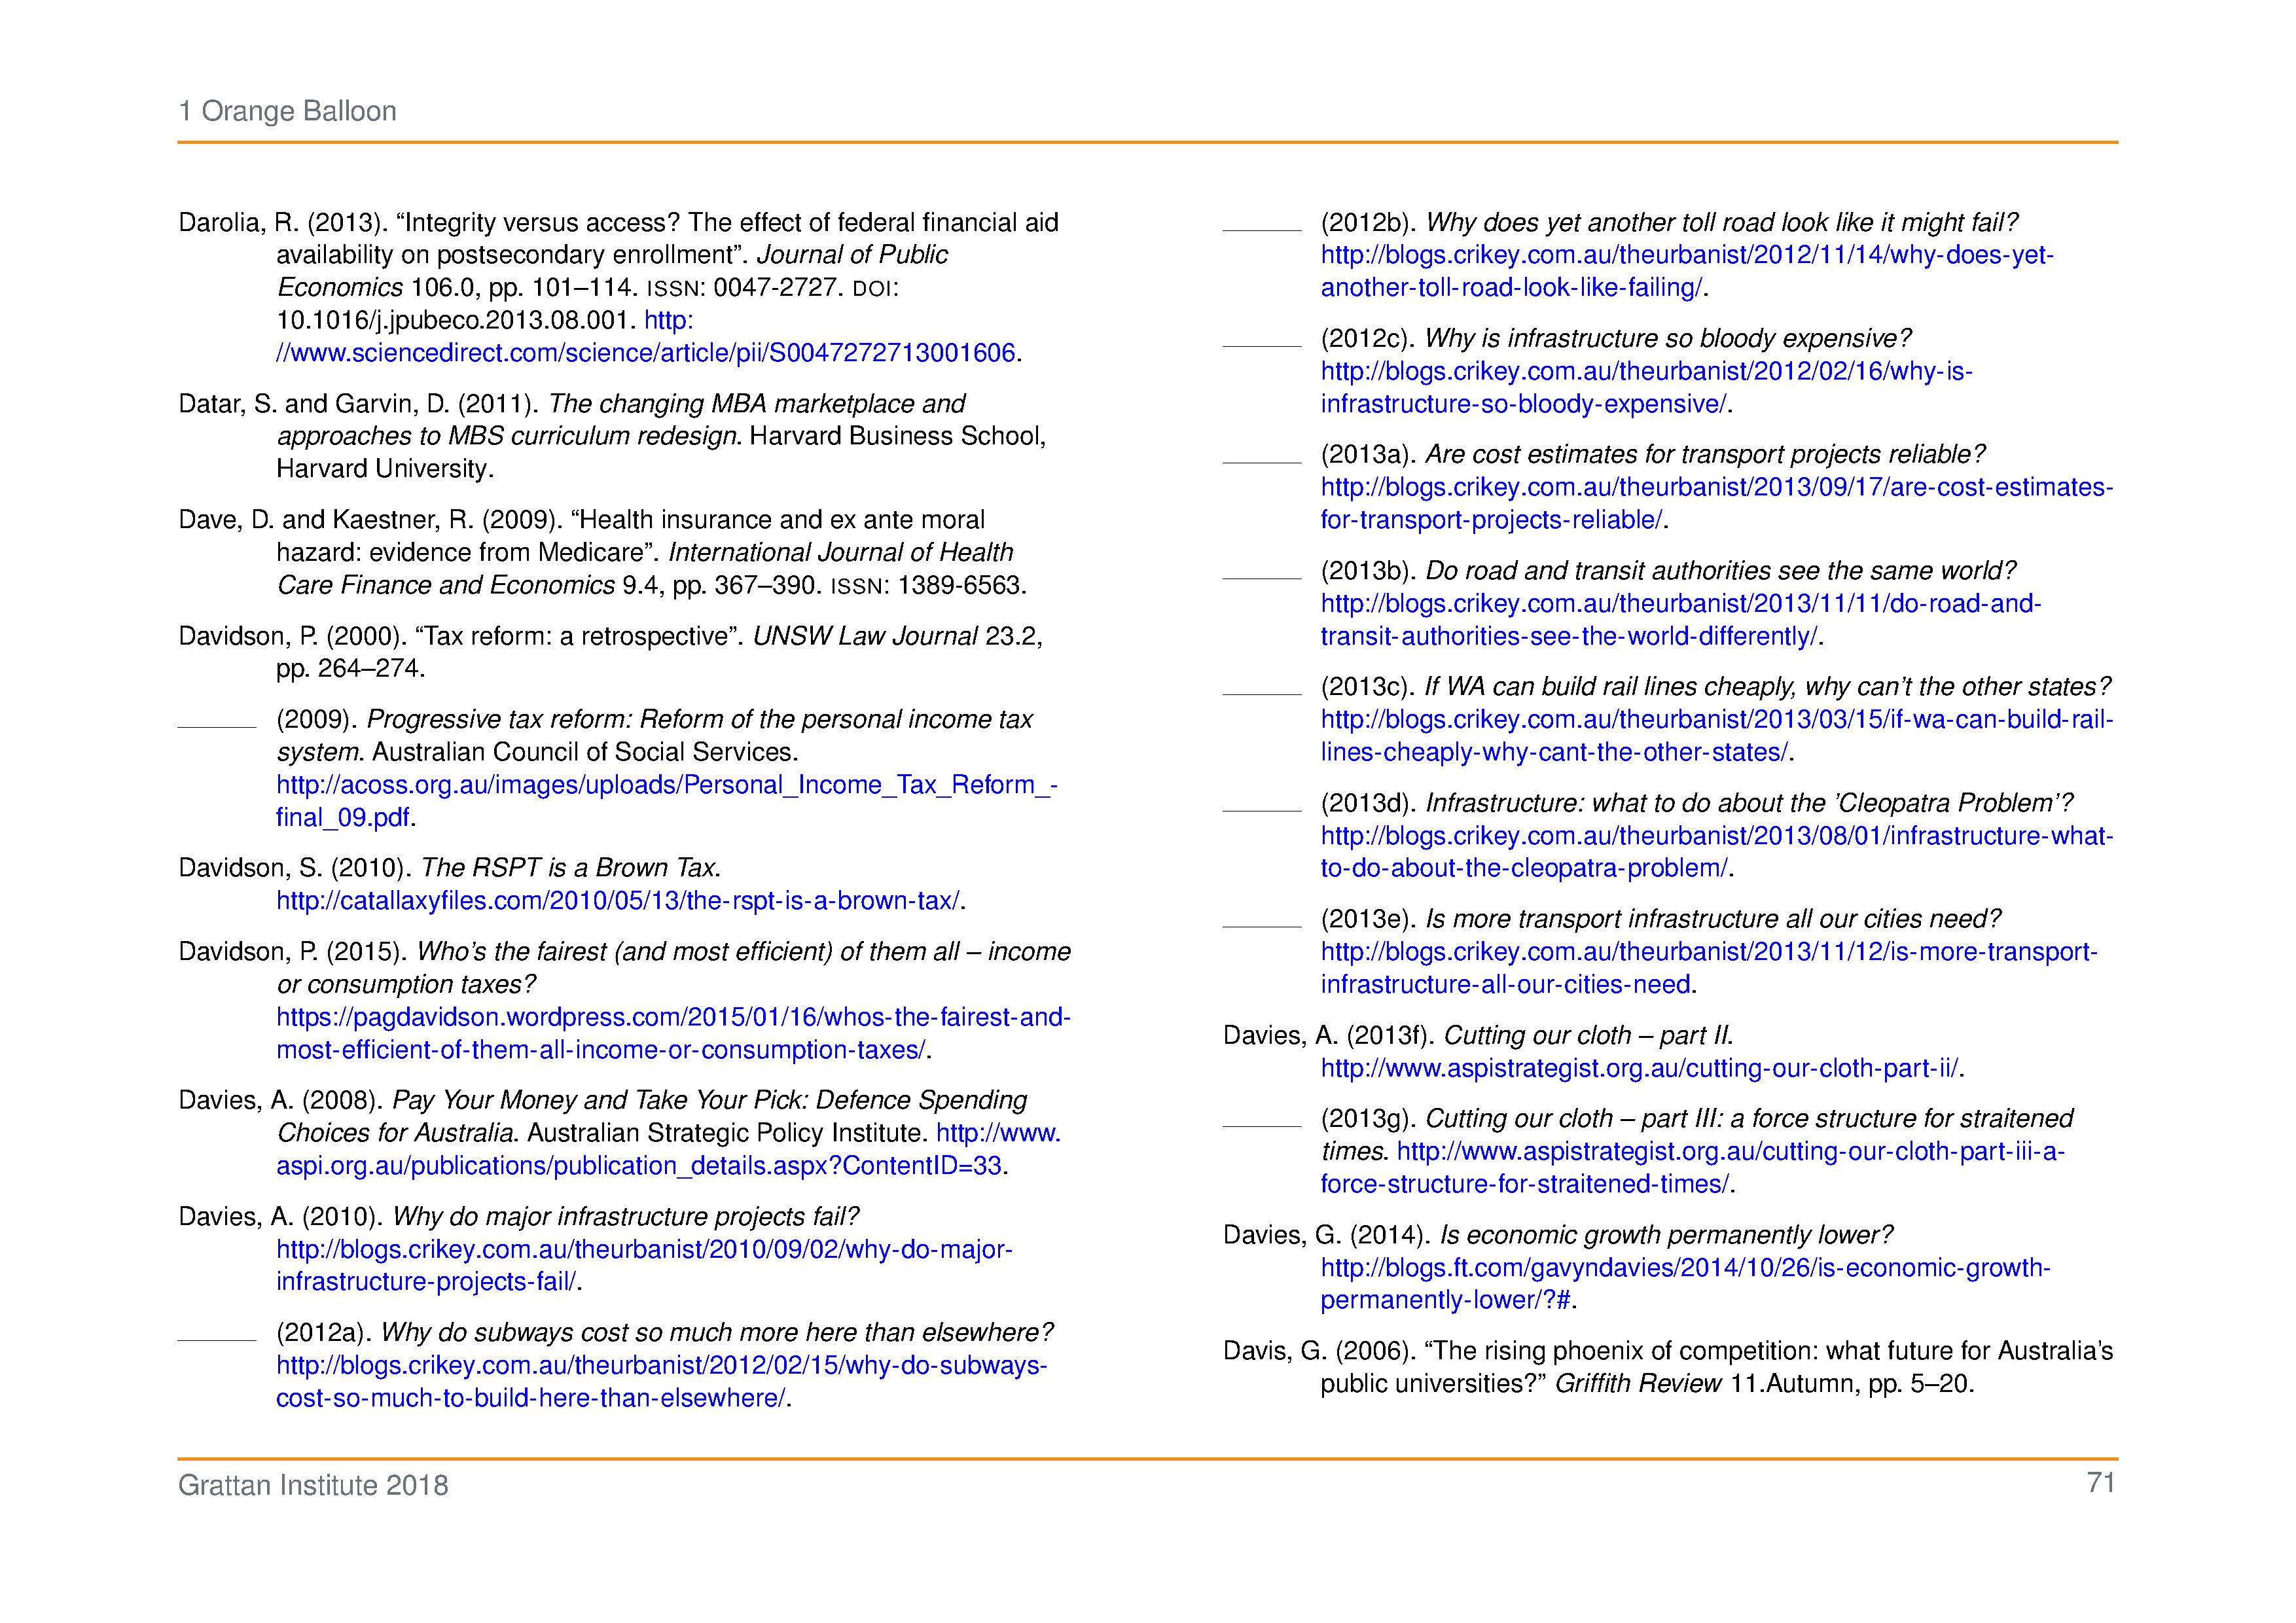 1 Orange Balloon
Darolia, R. (2013). “Integrity versus access? The effect of federal financial aid
availability on postsecondary enrollment”. Journal of Public
Economics 106.0, pp. 101–114. ISSN: 0047-2727. DOI:
10.1016/j.jpubeco.2013.08.001. http:
//www.sciencedirect.com/science/article/pii/S0047272713001606.
Datar, S. and Garvin, D. (2011). The changing MBA marketplace and
approaches to MBS curriculum redesign. Harvard Business School,
Harvard University.
Dave, D. and Kaestner, R. (2009). “Health insurance and ex ante moral
hazard: evidence from Medicare”. International Journal of Health
Care Finance and Economics 9.4, pp. 367–390. ISSN: 1389-6563.
Davidson, P. (2000). “Tax reform: a retrospective”. UNSW Law Journal 23.2,
pp. 264–274.
(2009). Progressive tax reform: Reform of the personal income tax
system. Australian Council of Social Services.
http://acoss.org.au/images/uploads/Personal_Income_Tax_Reform_-
final_09.pdf.
Davidson, S. (2010). The RSPT is a Brown Tax.
http://catallaxyfiles.com/2010/05/13/the-rspt-is-a-brown-tax/.
Davidson, P. (2015). Who’s the fairest (and most efficient) of them all – income
or consumption taxes?
https://pagdavidson.wordpress.com/2015/01/16/whos-the-fairest-and-
most-efficient-of-them-all-income-or-consumption-taxes/.
Davies, A. (2008). Pay Your Money and Take Your Pick: Defence Spending
Choices for Australia. Australian Strategic Policy Institute. http://www.
aspi.org.au/publications/publication_details.aspx?ContentID=33.
Davies, A. (2010). Why do major infrastructure projects fail?
http://blogs.crikey.com.au/theurbanist/2010/09/02/why-do-major-
infrastructure-projects-fail/.
(2012a). Why do subways cost so much more here than elsewhere?
http://blogs.crikey.com.au/theurbanist/2012/02/15/why-do-subways-
cost-so-much-to-build-here-than-elsewhere/.
(2012b). Why does yet another toll road look like it might fail?
http://blogs.crikey.com.au/theurbanist/2012/11/14/why-does-yet-
another-toll-road-look-like-failing/.
(2012c). Why is infrastructure so bloody expensive?
http://blogs.crikey.com.au/theurbanist/2012/02/16/why-is-
infrastructure-so-bloody-expensive/.
(2013a). Are cost estimates for transport projects reliable?
http://blogs.crikey.com.au/theurbanist/2013/09/17/are-cost-estimates-
for-transport-projects-reliable/.
(2013b). Do road and transit authorities see the same world?
http://blogs.crikey.com.au/theurbanist/2013/11/11/do-road-and-
transit-authorities-see-the-world-differently/.
(2013c). If WA can build rail lines cheaply, why can’t the other states?
http://blogs.crikey.com.au/theurbanist/2013/03/15/if-wa-can-build-rail-
lines-cheaply-why-cant-the-other-states/.
(2013d). Infrastructure: what to do about the ’Cleopatra Problem’?
http://blogs.crikey.com.au/theurbanist/2013/08/01/infrastructure-what-
to-do-about-the-cleopatra-problem/.
(2013e). Is more transport infrastructure all our cities need?
http://blogs.crikey.com.au/theurbanist/2013/11/12/is-more-transport-
infrastructure-all-our-cities-need.
Davies, A. (2013f). Cutting our cloth – part II.
http://www.aspistrategist.org.au/cutting-our-cloth-part-ii/.
(2013g). Cutting our cloth – part III: a force structure for straitened
times. http://www.aspistrategist.org.au/cutting-our-cloth-part-iii-a-
force-structure-for-straitened-times/.
Davies, G. (2014). Is economic growth permanently lower?
http://blogs.ft.com/gavyndavies/2014/10/26/is-economic-growth-
permanently-lower/?#.
Davis, G. (2006). “The rising phoenix of competition: what future for Australia’s
public universities?” Griffith Review 11.Autumn, pp. 5–20.
Grattan Institute 2018
71